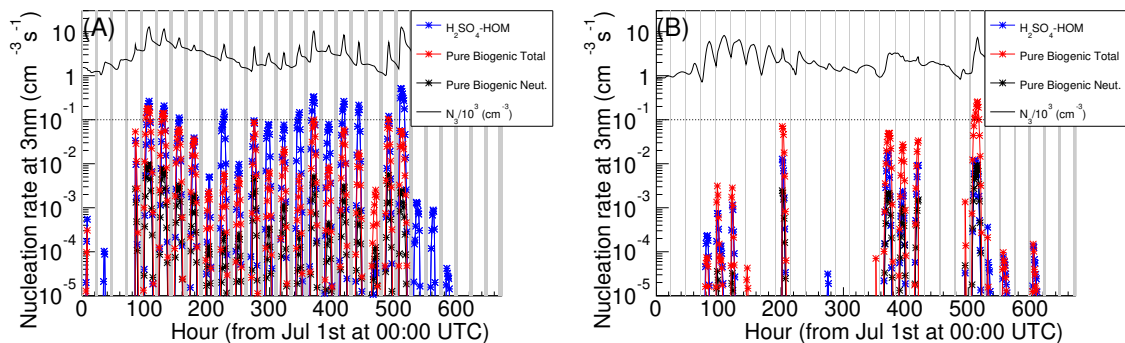 (A)
Nucleation rate at 3nm (cm⁻³ s⁻¹)
10
1
10⁻¹
10⁻²
10⁻³
10⁻⁴
10⁻⁵
0 100 200 300 400 500 600
Hour (from Jul 1st at 00:00 UTC)
H₂SO₄-HOM
Pure Biogenic Total
Pure Biogenic Neut.
N₃/10³ (cm⁻³)
(B)
Nucleation rate at 3nm (cm⁻³ s⁻¹)
10
1
10⁻¹
10⁻²
10⁻³
10⁻⁴
10⁻⁵
0 100 200 300 400 500 600
Hour (from Jul 1st at 00:00 UTC)
H₂SO₄-HOM
Pure Biogenic Total
Pure Biogenic Neut.
N₃/10³ (cm⁻³)